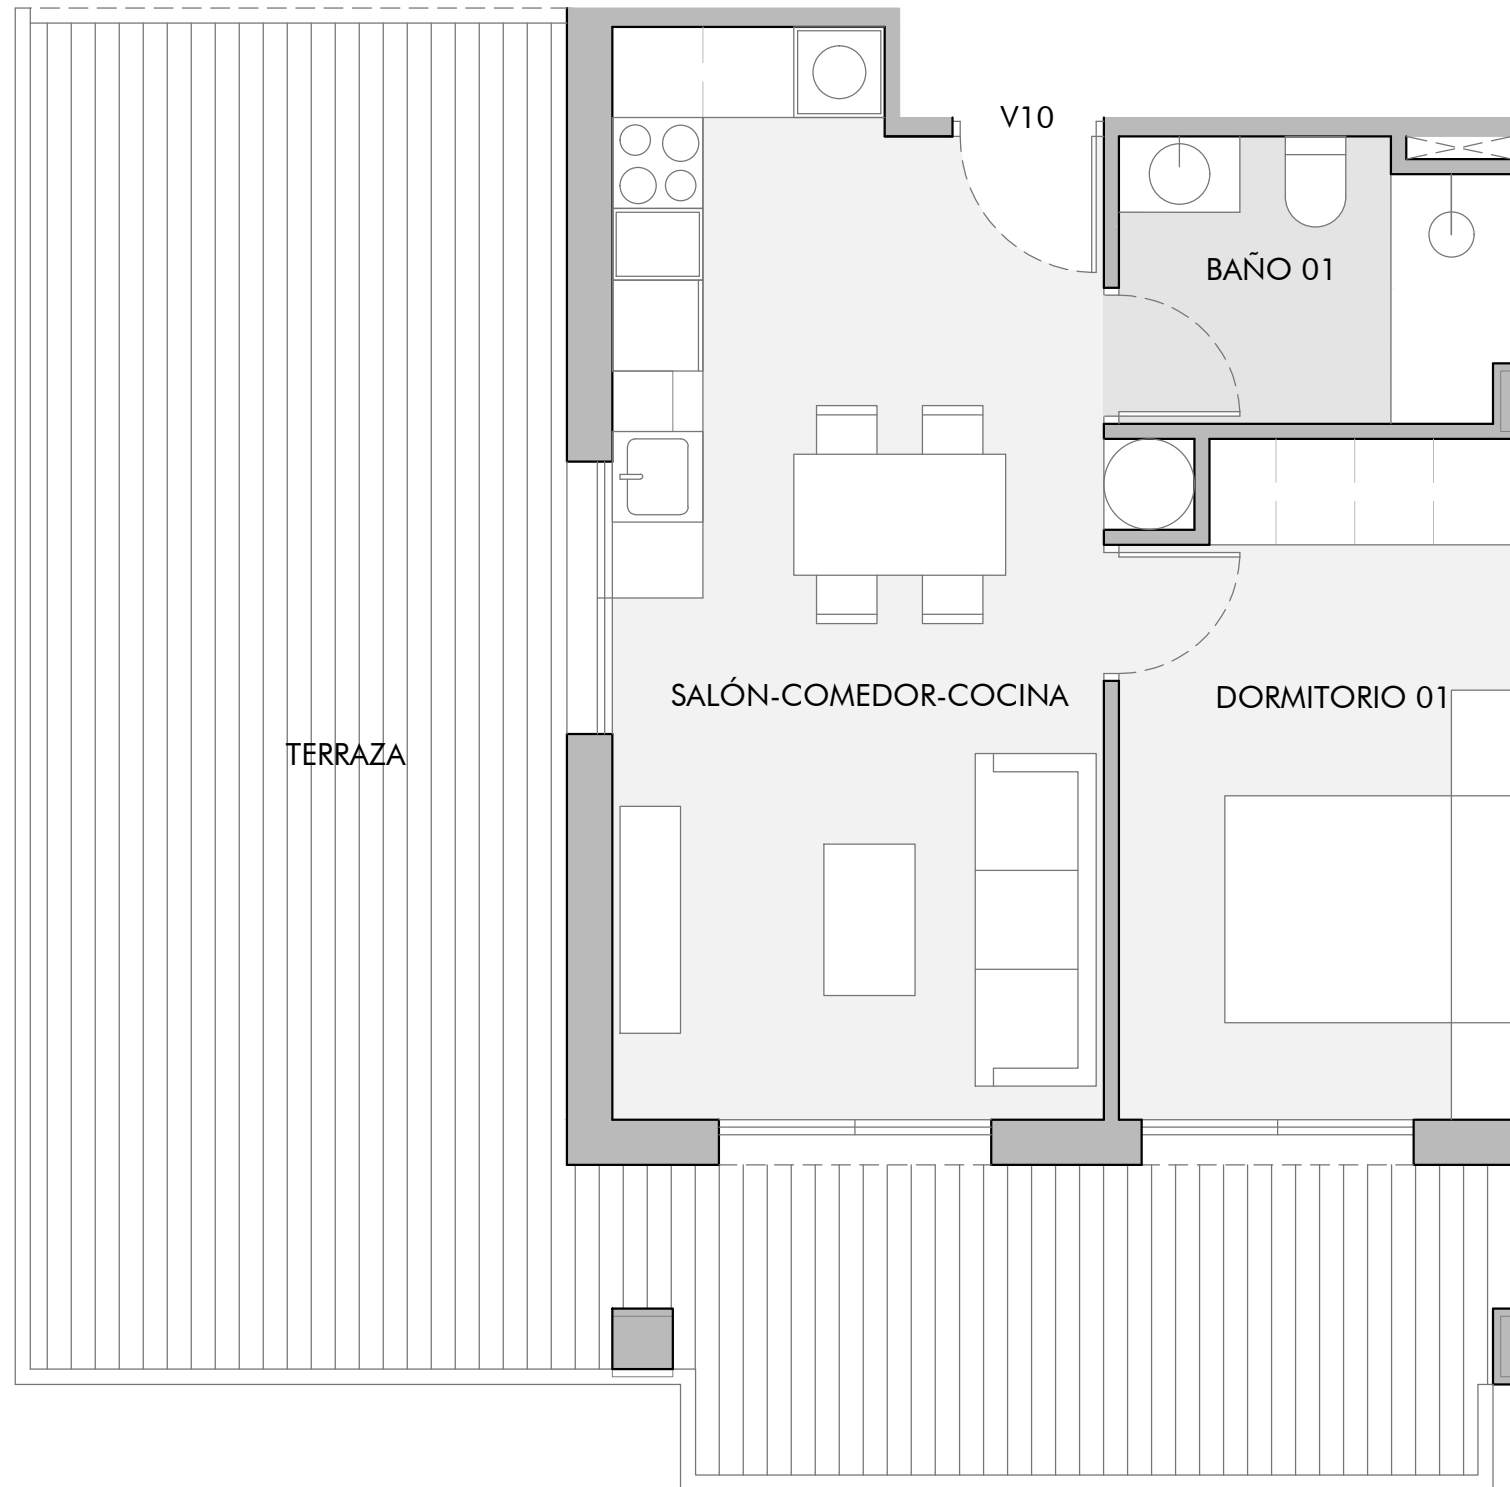 V10
BAÑO 01
SALÓN-COMEDOR-COCINA
DORMITORIO 01
TERRAZA